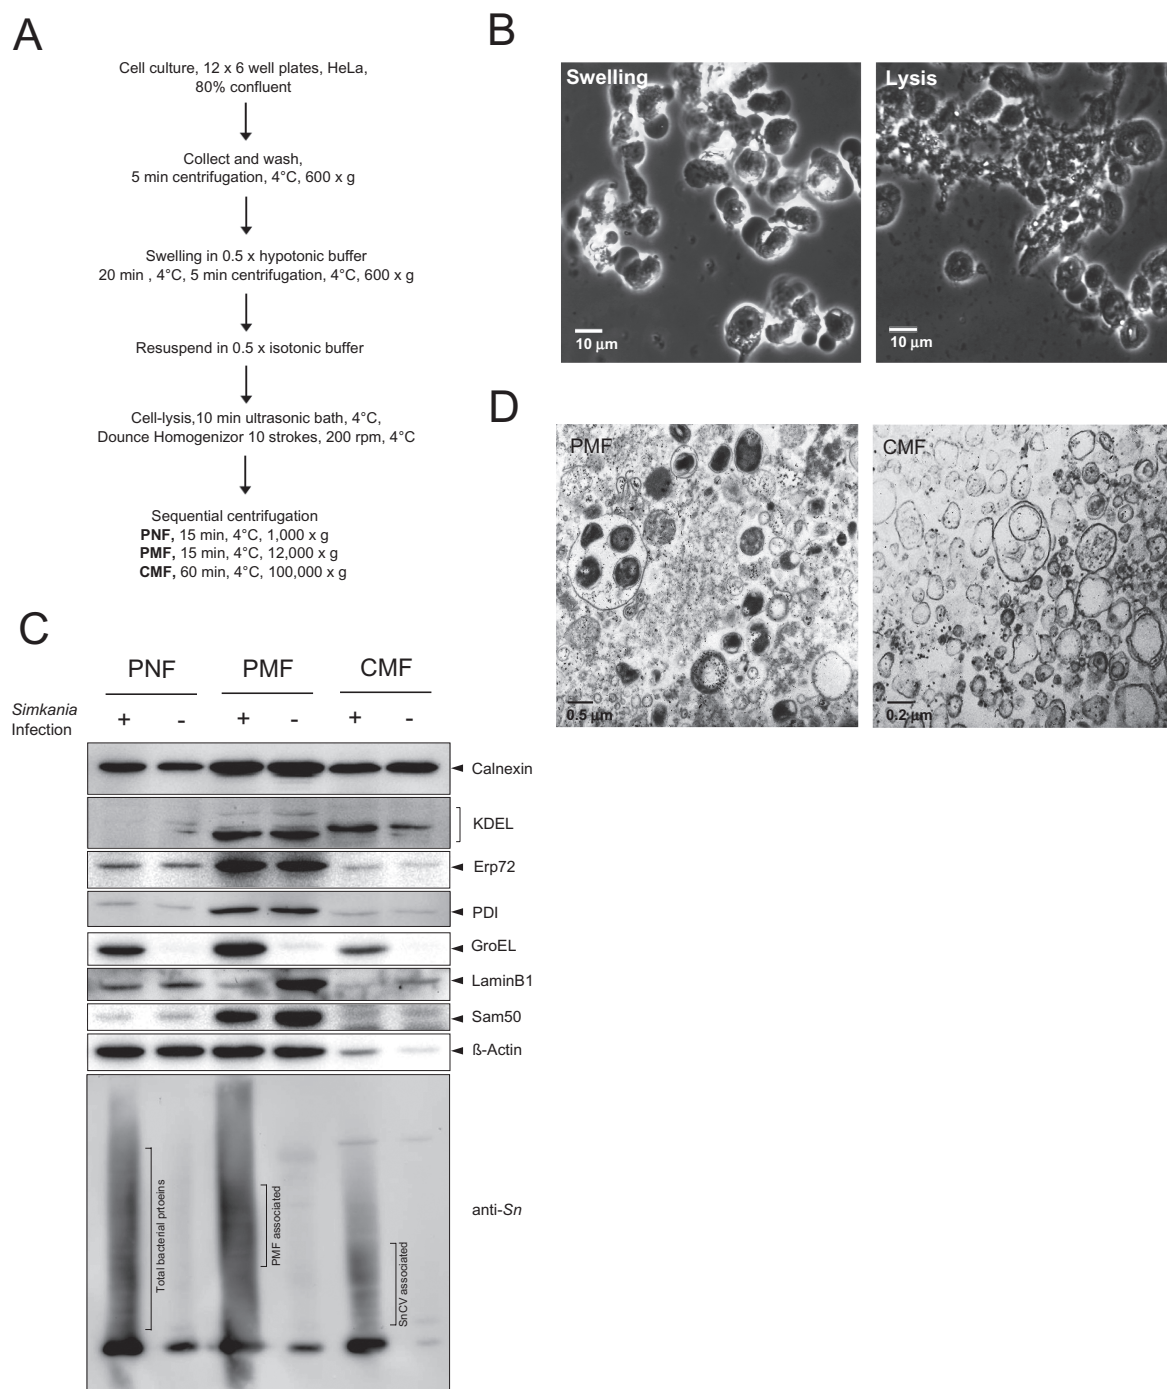 A
Cell culture, 12 x 6 well plates, HeLa,
80% confluent
Collect and wash,
5 min centrifugation, 4°C, 600 x g
Swelling in 0.5 x hypotonic buffer
20 min , 4°C, 5 min centrifugation, 4°C, 600 x g
Resuspend in 0.5 x isotonic buffer
Cell-lysis,10 min ultrasonic bath, 4°C,
Dounce Homogenizor 10 strokes, 200 rpm, 4°C
Sequential centrifugation
PNF, 15 min, 4°C, 1,000 x g
PMF, 15 min, 4°C, 12,000 x g
CMF, 60 min, 4°C, 100,000 x g
B
Swelling
10 µm
Lysis
10 µm
C
PNF PMF CMF
Simkania
Infection
+ - + - + -
Calnexin
KDEL
Erp72
PDI
GroEL
LaminB1
Sam50
ß-Actin
Total bacterial prtoeins
PMF associated
SnCV associated
anti-Sn
D
PMF
0.5 µm
CMF
0.2 µm